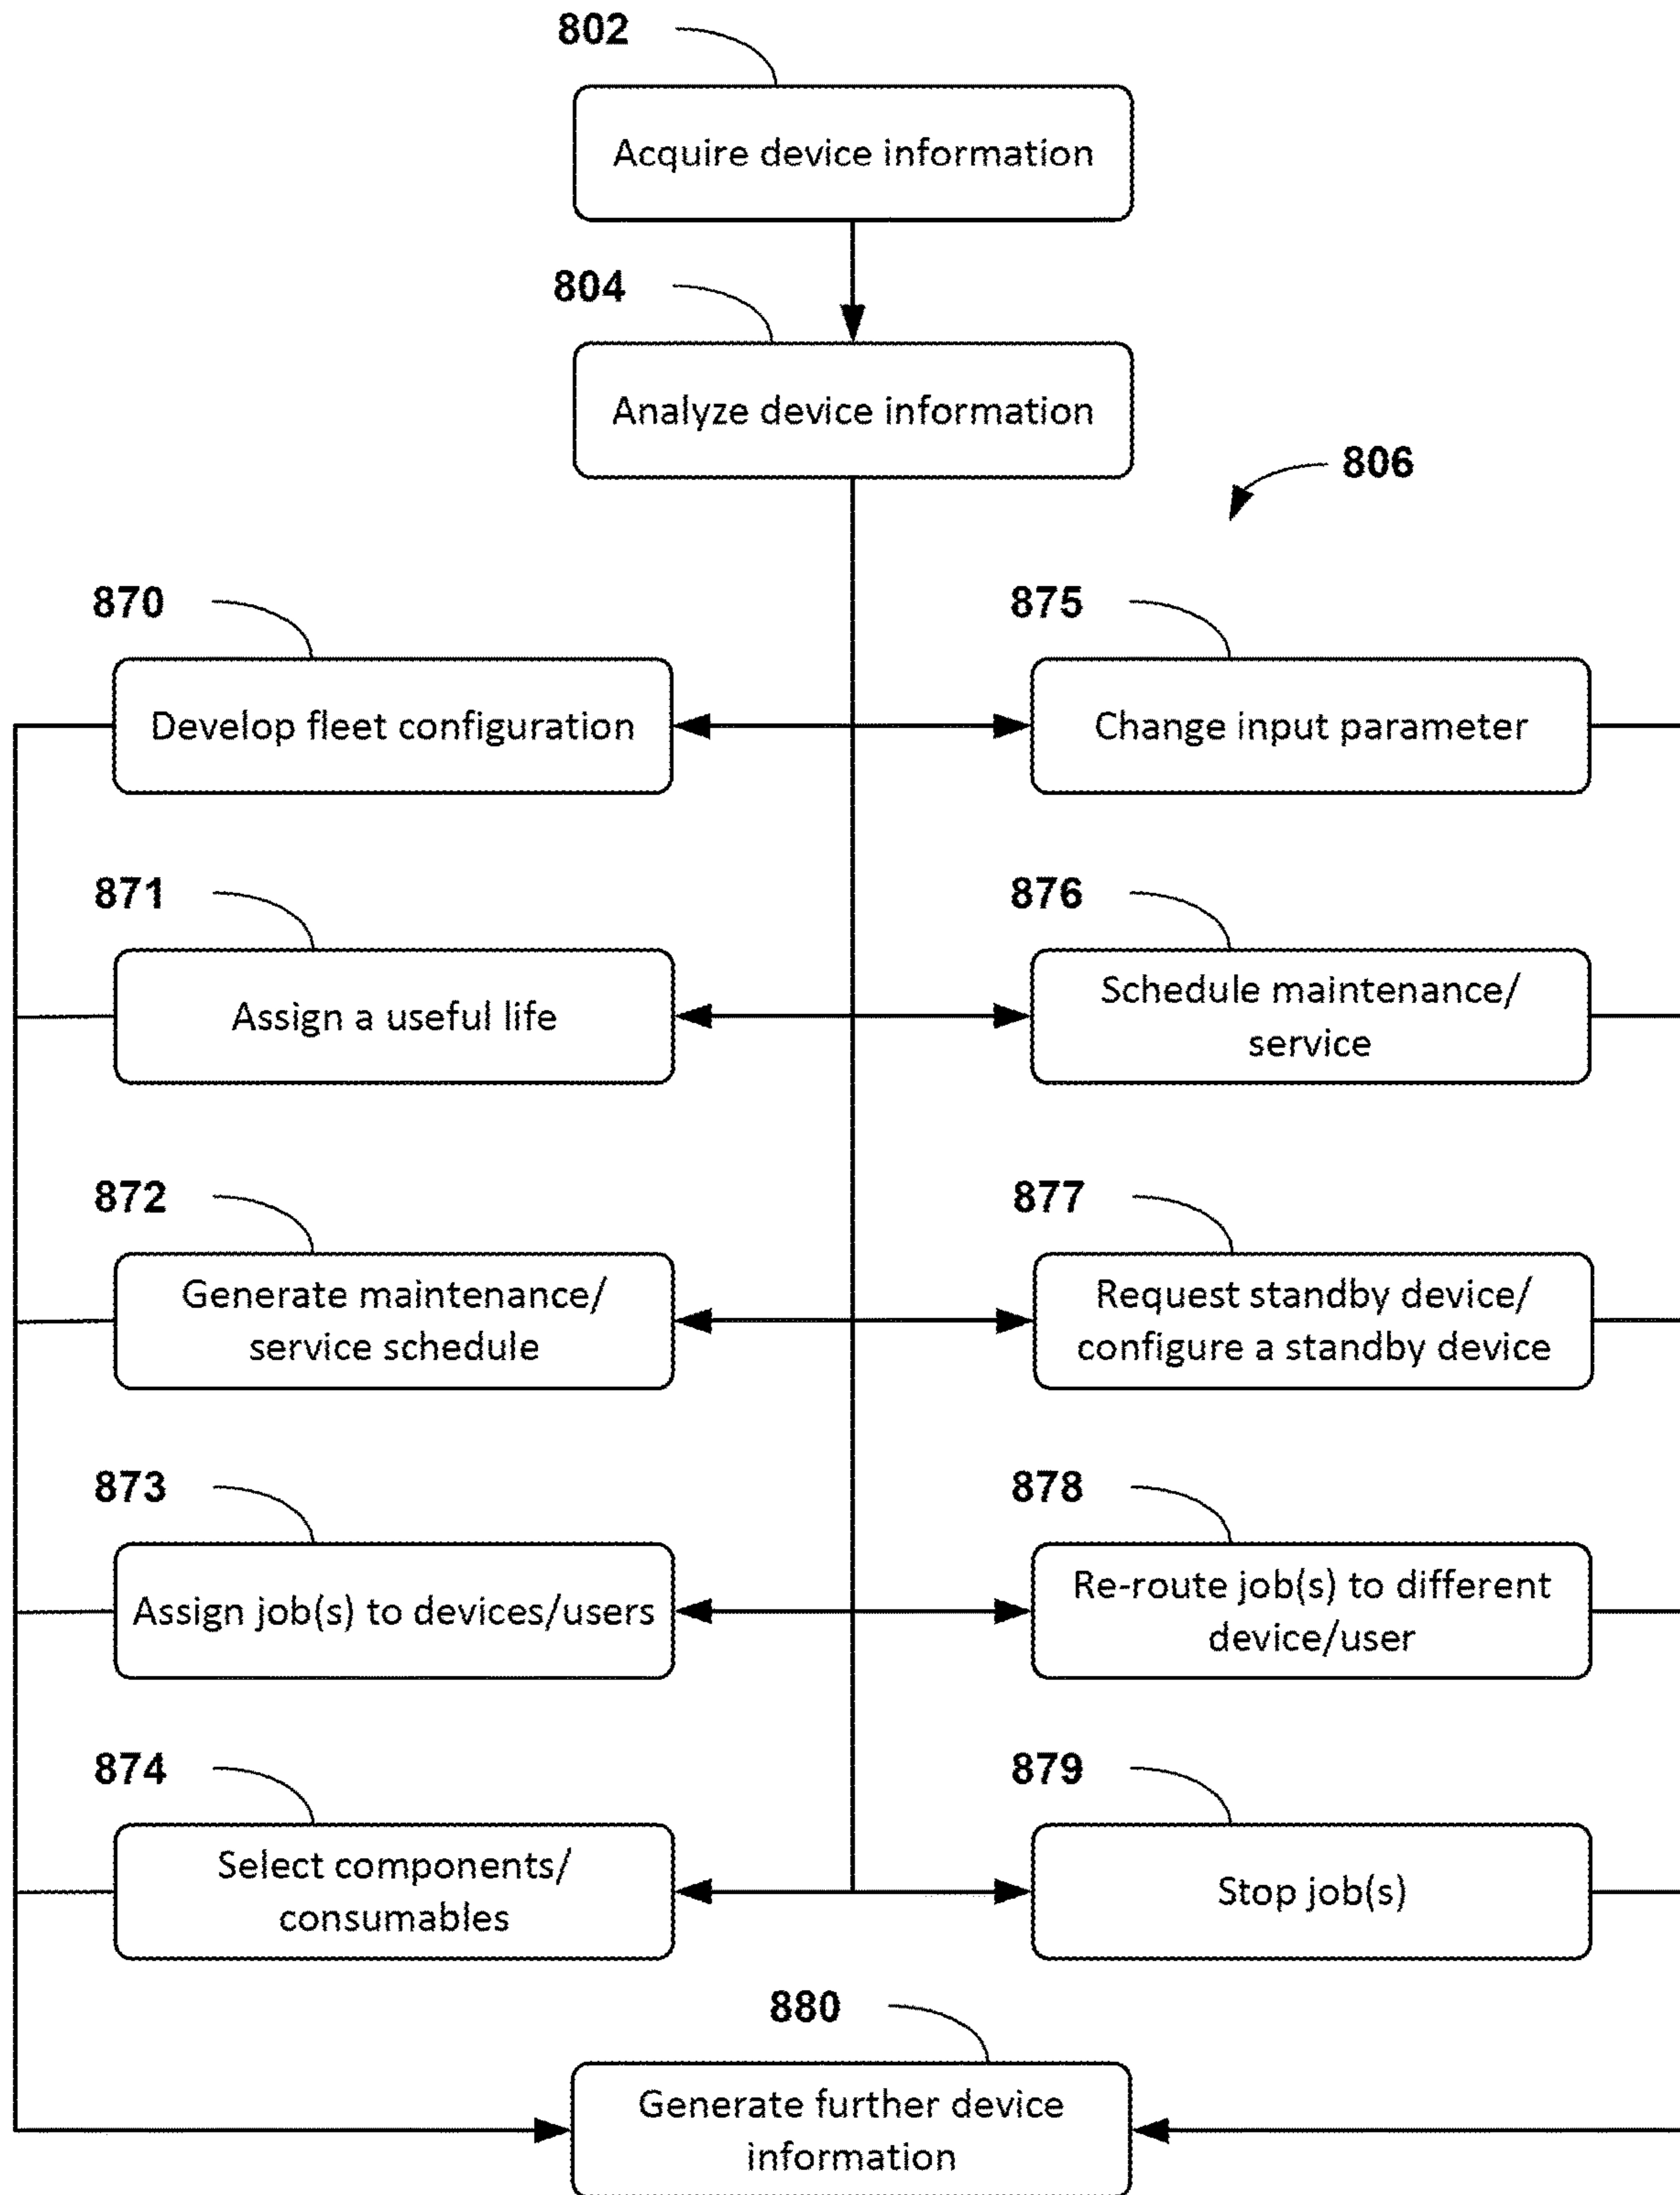 802
Acquire device information
804
Analyze device information
806
870
Develop fleet configuration
875
Change input parameter
871
Assign a useful life
876
Schedule maintenance/
service
872
Generate maintenance/
service schedule
877
Request standby device/
configure a standby device
873
Assign job(s) to devices/users
878
Re-route job(s) to different
device/user
874
Select components/
consumables
879
Stop job(s)
880
Generate further device
information